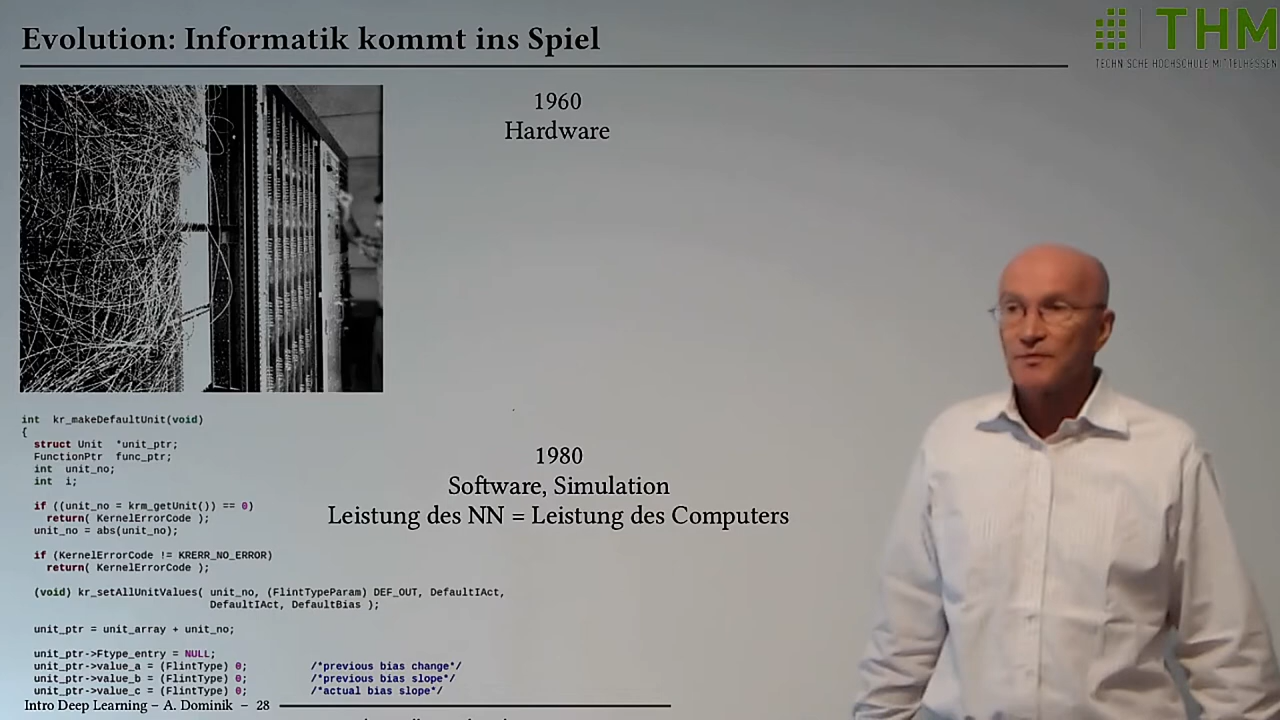 Evolution: Informatik kommt ins Spiel
THM
TECHNISCHE HOCHSCHULE MITTELHESSEN
1960
Hardware
int kr_makeDefaultUnit(void)
{
struct Unit *unit_ptr;
FunctionPtr func_ptr;
int unit_no;
int i;
if ((unit_no = krm_getUnit()) == 0)
return( KernelErrorCode );
unit_no = abs(unit_no);
if (KernelErrorCode != KRERR_NO_ERROR)
return( KernelErrorCode );
(void) kr_setAllUnitValues( unit_no, (FlintTypeParam) DEF_OUT, DefaultIAct,
DefaultIAct, DefaultBias );
unit_ptr = unit_array + unit_no;
unit_ptr->Ftype_entry = NULL;
unit_ptr->value_a = (FlintType) 0; /*previous bias change*/
unit_ptr->value_b = (FlintType) 0; /*previous bias slope*/
unit_ptr->value_c = (FlintType) 0; /*actual bias slope*/
1980
Software, Simulation
Leistung des NN = Leistung des Computers
Intro Deep Learning – A. Dominik – 28